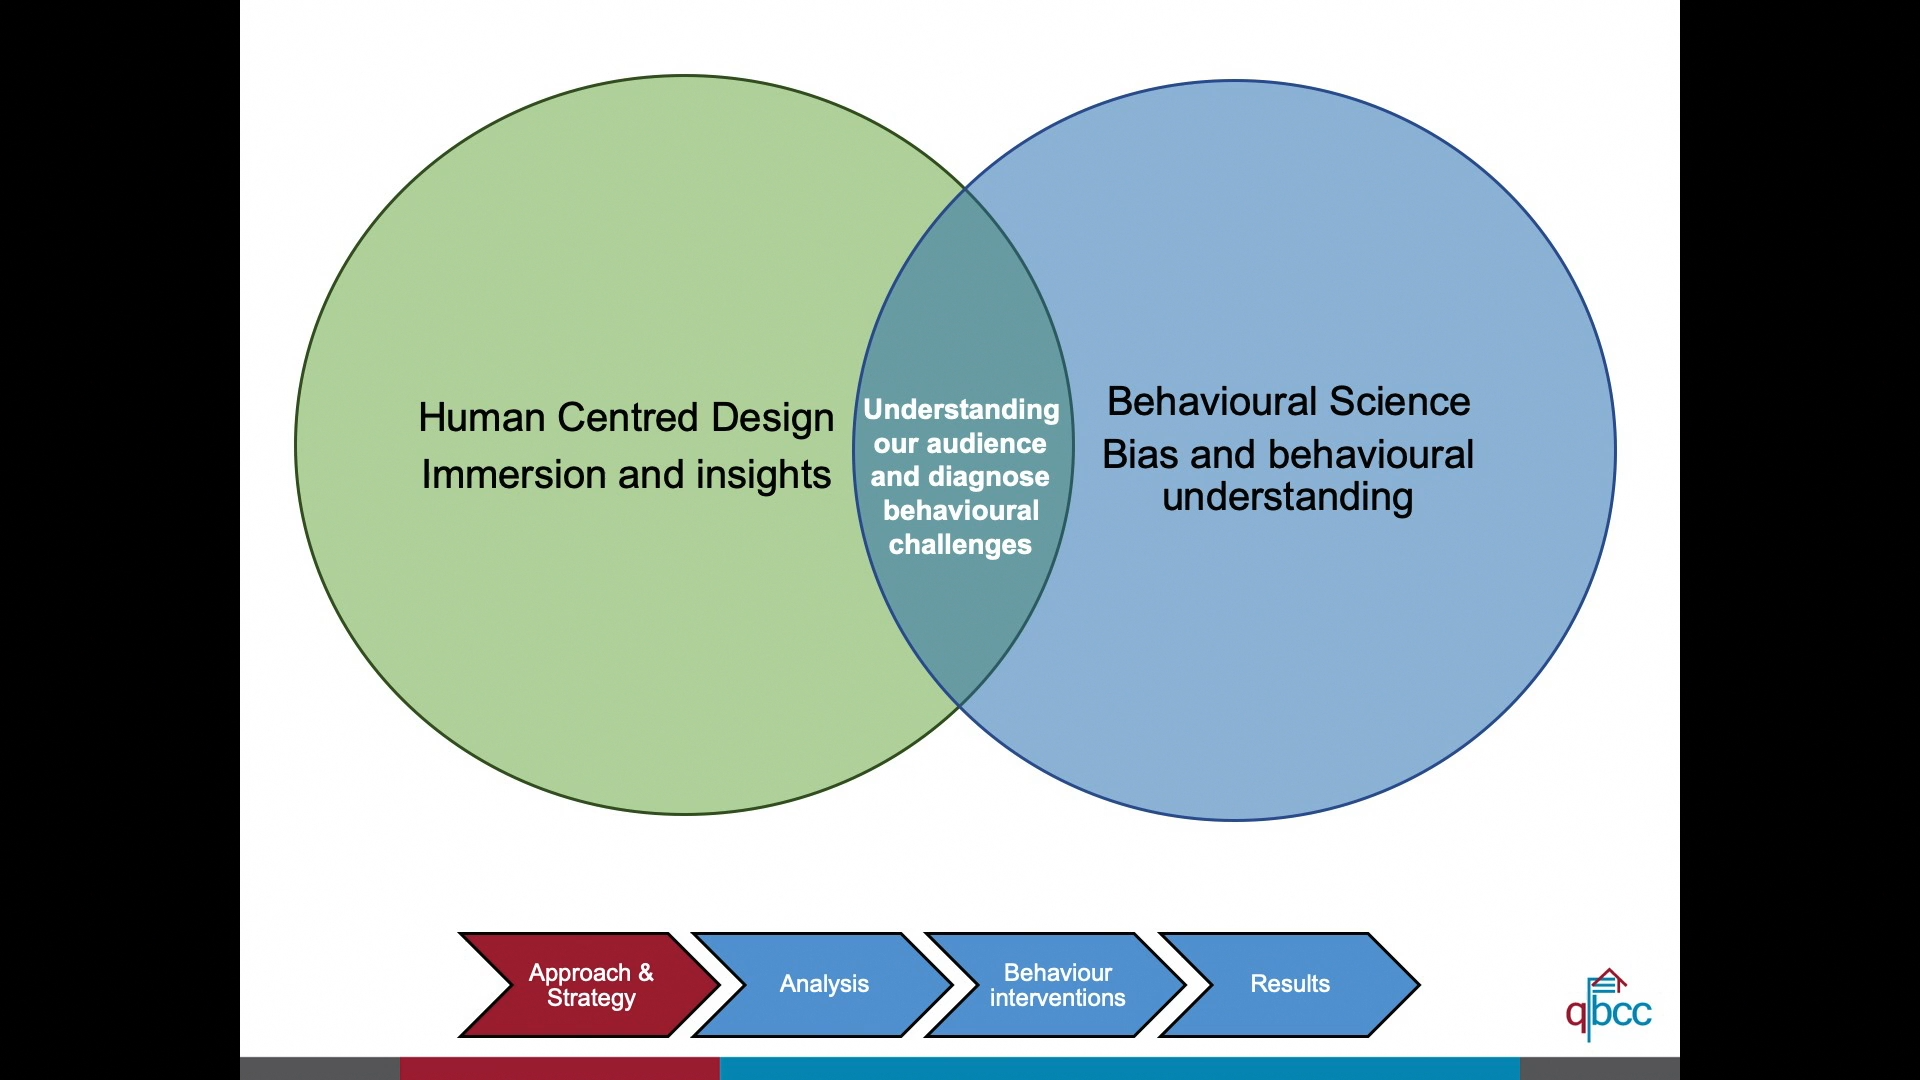 Human Centred Design
Immersion and insights
Understanding
our audience
and diagnose
behavioural
challenges
Behavioural Science
Bias and behavioural
understanding
Approach &
Strategy
Analysis
Behaviour
interventions
Results
qbcc